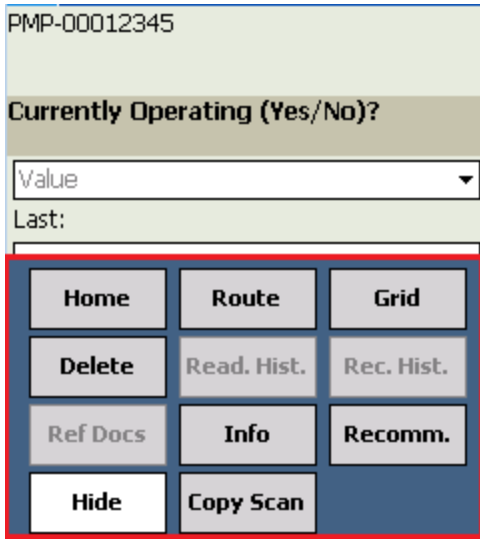 PMP-00012345
Currently Operating (Yes/No)?
Value
Last:
Home Route Grid
Delete Read. Hist. Rec. Hist.
Ref Docs Info Recomm.
Hide Copy Scan